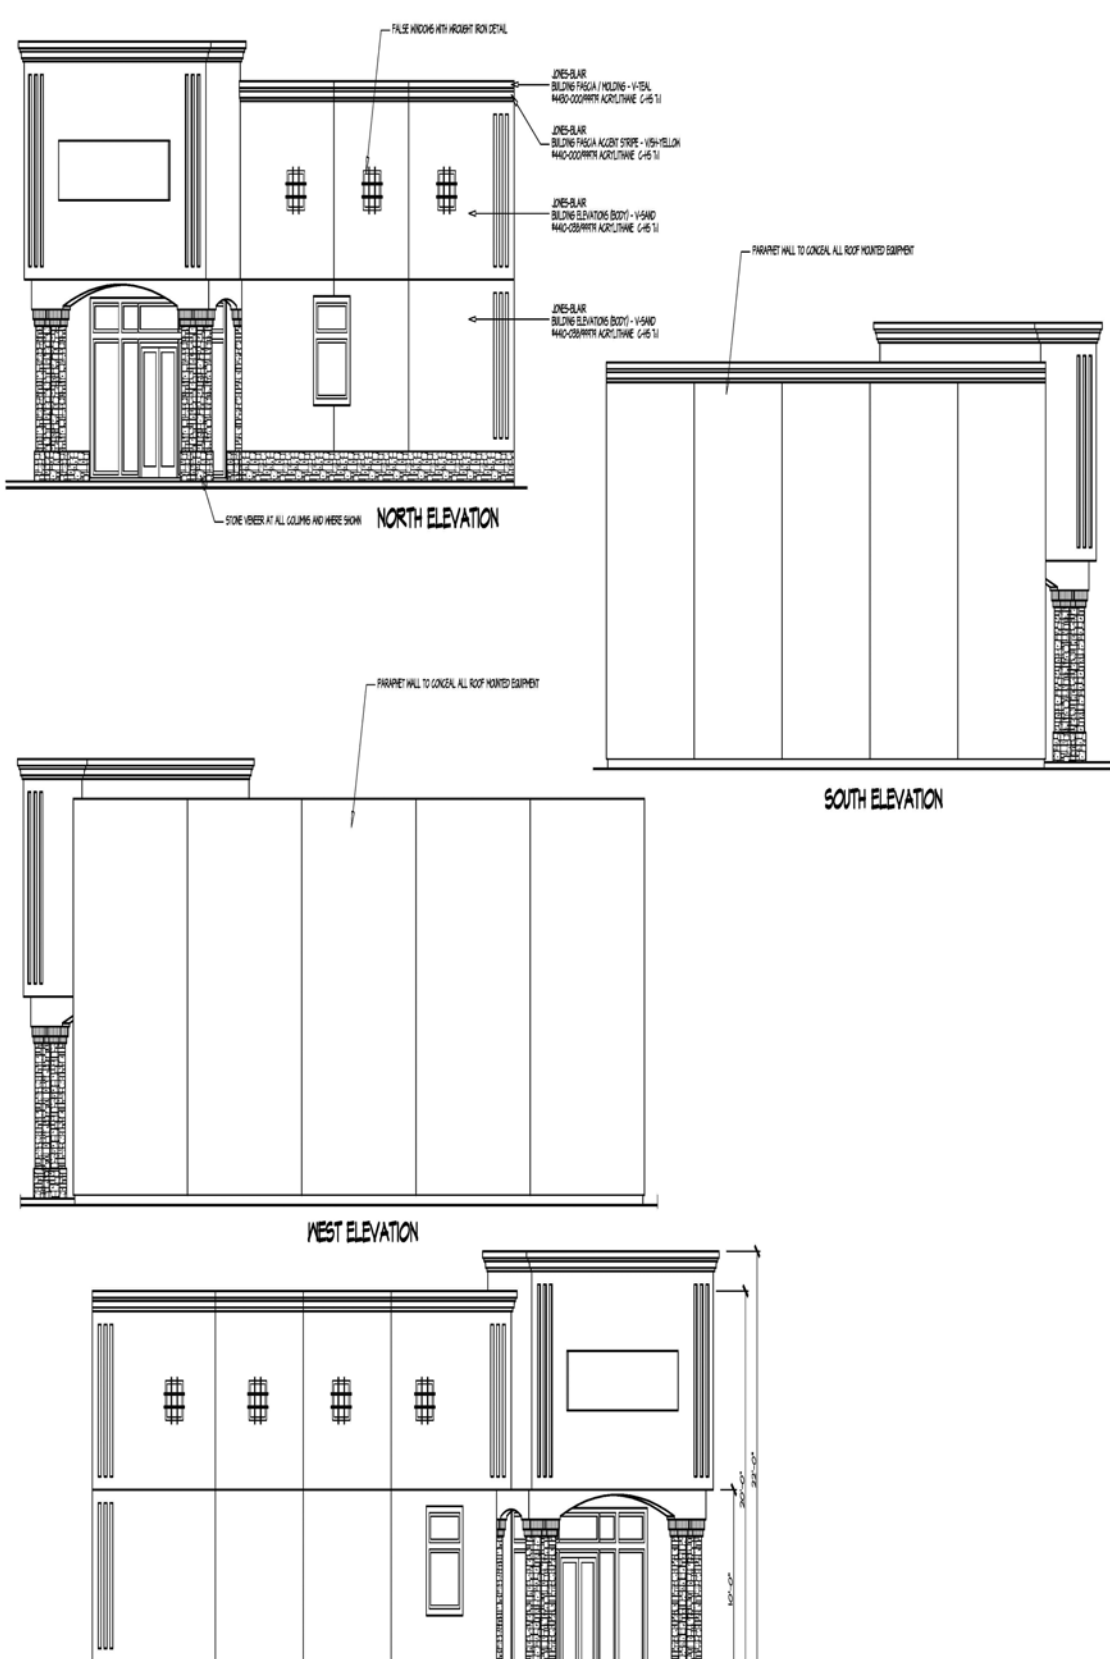 FALSE WINDOWS WITH WROUGHT IRON DETAIL
JONES-BLAIR
BUILDING FASCIA / MOLDING - V-TEAL
ACRYLITHANE
JONES-BLAIR
BUILDING FASCIA ACCENT STRIPE -
ACRYLITHANE
JONES-BLAIR
BUILDING ELEVATIONS (BODY) - V-SAND
ACRYLITHANE
JONES-BLAIR
BUILDING ELEVATIONS (BODY) - V-SAND
ACRYLITHANE
STONE VENEER AT ALL COLUMNS AND WHERE SHOWN
NORTH ELEVATION
PARAPHET WALL TO CONCEAL ALL ROOF MOUNTED EQUIPMENT
SOUTH ELEVATION
PARAPHET WALL TO CONCEAL ALL ROOF MOUNTED EQUIPMENT
WEST ELEVATION
20'-0"
22'-0"
10'-0"